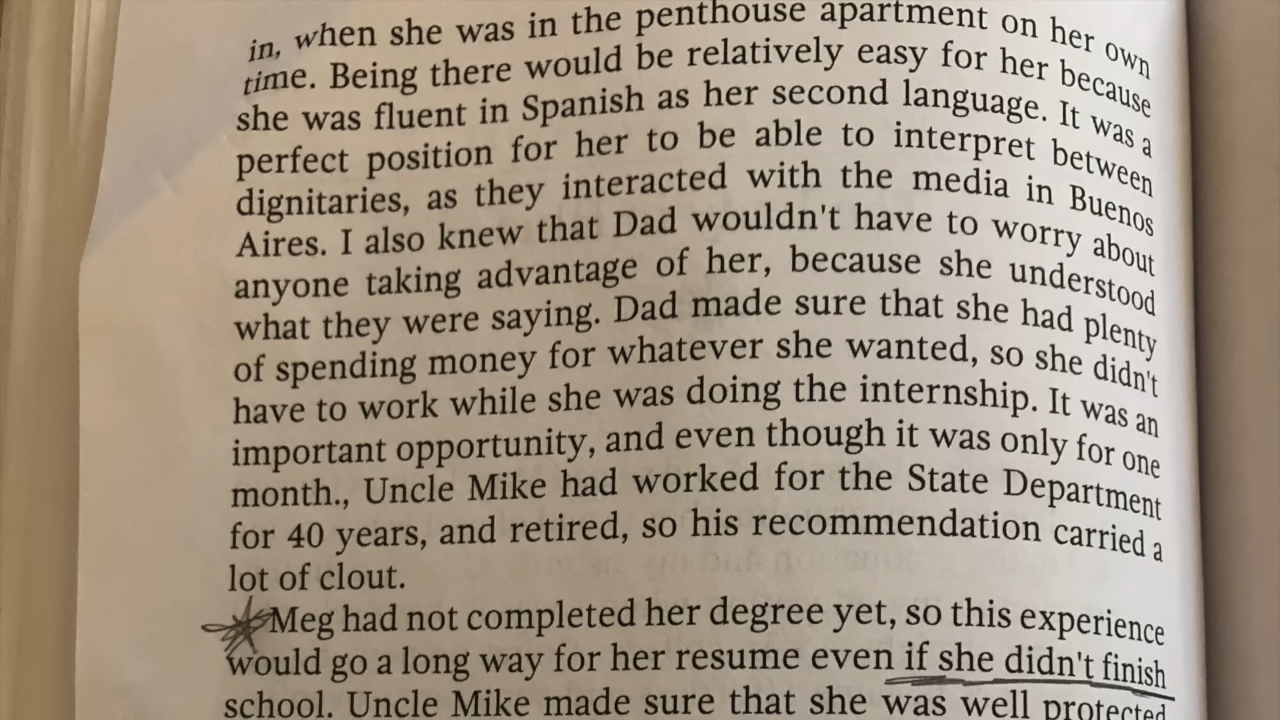 in, when she was in the penthouse apartment on her own
time. Being there would be relatively easy for her because
she was fluent in Spanish as her second language. It was a
perfect position for her to be able to interpret between
dignitaries, as they interacted with the media in Buenos
Aires. I also knew that Dad wouldn't have to worry about
anyone taking advantage of her, because she understood
what they were saying. Dad made sure that she had plenty
of spending money for whatever she wanted, so she didn't
have to work while she was doing the internship. It was an
important opportunity, and even though it was only for one
month., Uncle Mike had worked for the State Department
for 40 years, and retired, so his recommendation carried a
lot of clout.
Meg had not completed her degree yet, so this experience
would go a long way for her resume even if she didn't finish
school. Uncle Mike made sure that she was well protected